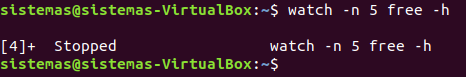 sistemas@sistemas-VirtualBox:~$ watch -n 5 free -h
[4]+  Stopped                 watch -n 5 free -h
sistemas@sistemas-VirtualBox:~$